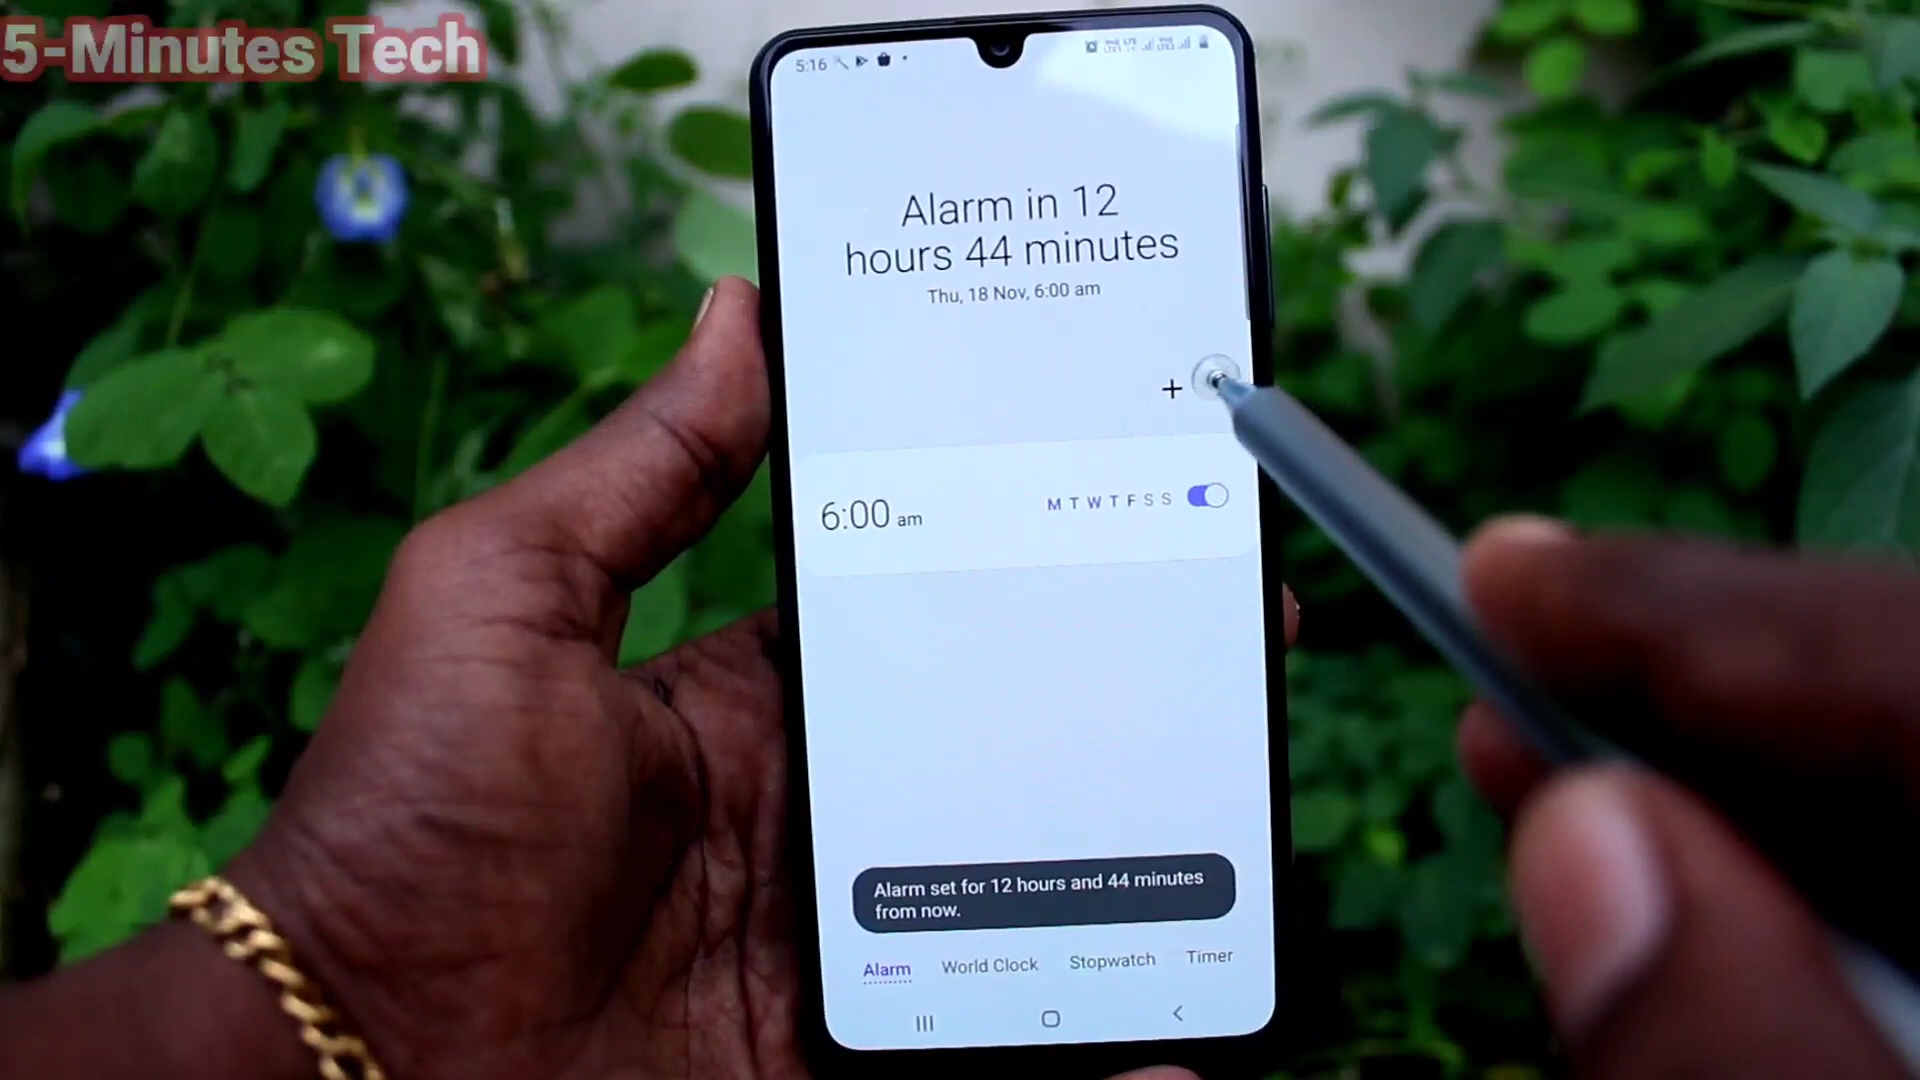 5-Minutes Tech
5:16
Alarm in 12
hours 44 minutes
Thu, 18 Nov, 6:00 am
+
6:00 am
M T W T F S S
Alarm set for 12 hours and 44 minutes
from now.
Alarm World Clock Stopwatch Timer